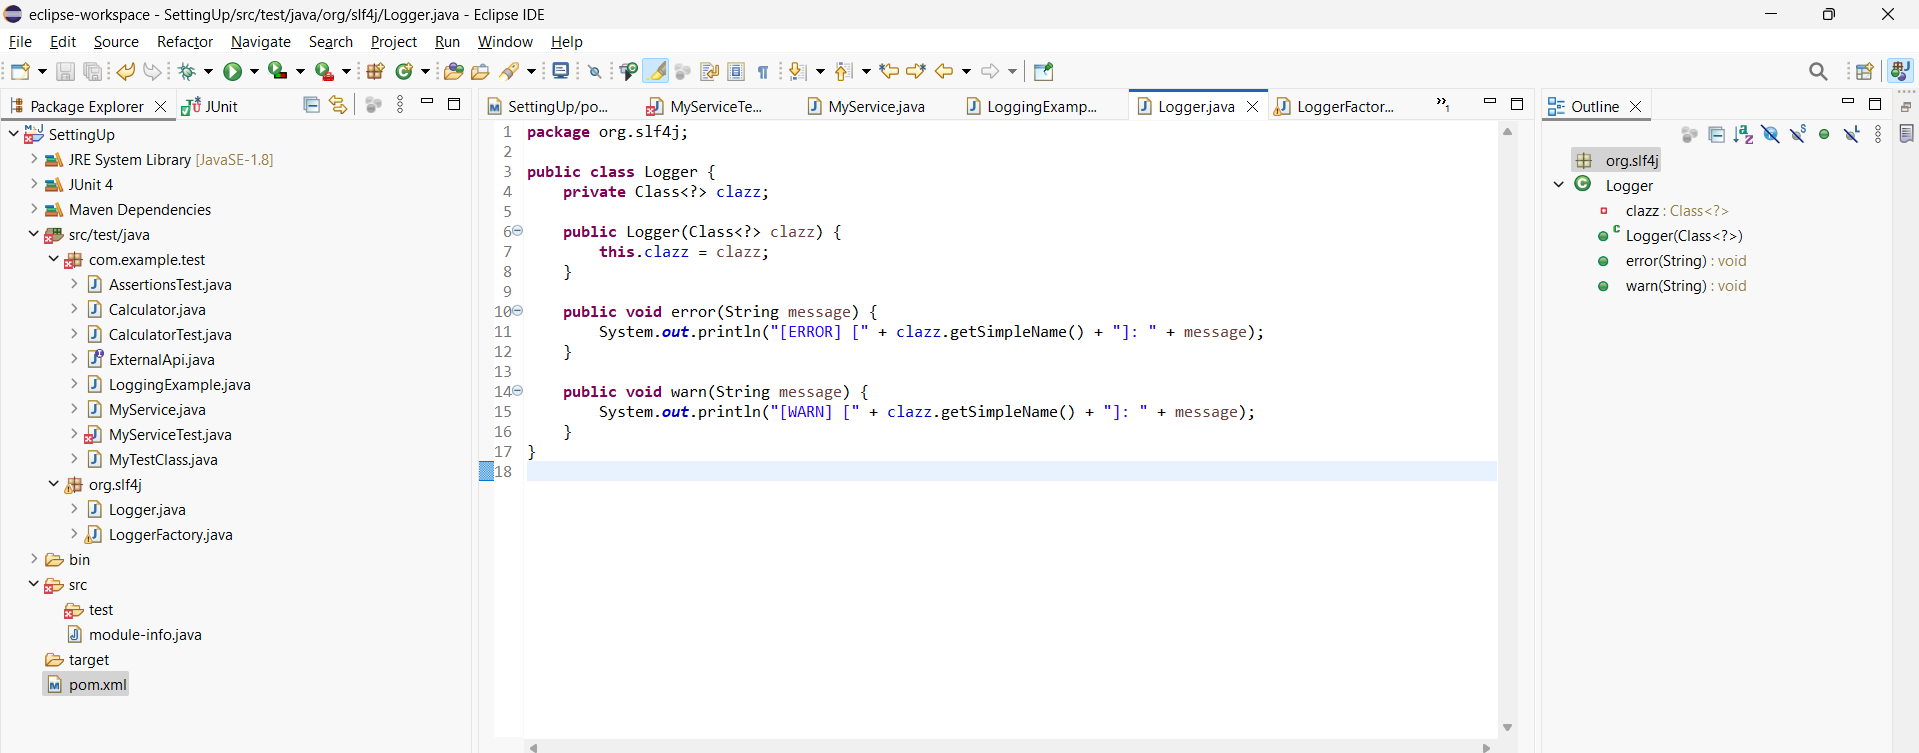 eclipse-workspace - SettingUp/src/test/java/org/slf4j/Logger.java - Eclipse IDE
File Edit Source Refactor Navigate Search Project Run Window Help
Package Explorer
JUnit
SettingUp
JRE System Library [JavaSE-1.8]
JUnit 4
Maven Dependencies
src/test/java
com.example.test
AssertionsTest.java
Calculator.java
CalculatorTest.java
ExternalApi.java
LoggingExample.java
MyService.java
MyServiceTest.java
MyTestClass.java
org.slf4j
Logger.java
LoggerFactory.java
bin
src
test
module-info.java
target
pom.xml
SettingUp/po... MyServiceTe... MyService.java LoggingExamp... Logger.java LoggerFactor... »1
1 package org.slf4j;
2
3 public class Logger {
4     private Class<?> clazz;
5
6     public Logger(Class<?> clazz) {
7         this.clazz = clazz;
8     }
9
10     public void error(String message) {
11         System.out.println("[ERROR] [" + clazz.getSimpleName() + "]: " + message);
12     }
13
14     public void warn(String message) {
15         System.out.println("[WARN] [" + clazz.getSimpleName() + "]: " + message);
16     }
17 }
18
Outline
org.slf4j
Logger
clazz : Class<?>
Logger(Class<?>)
error(String) : void
warn(String) : void